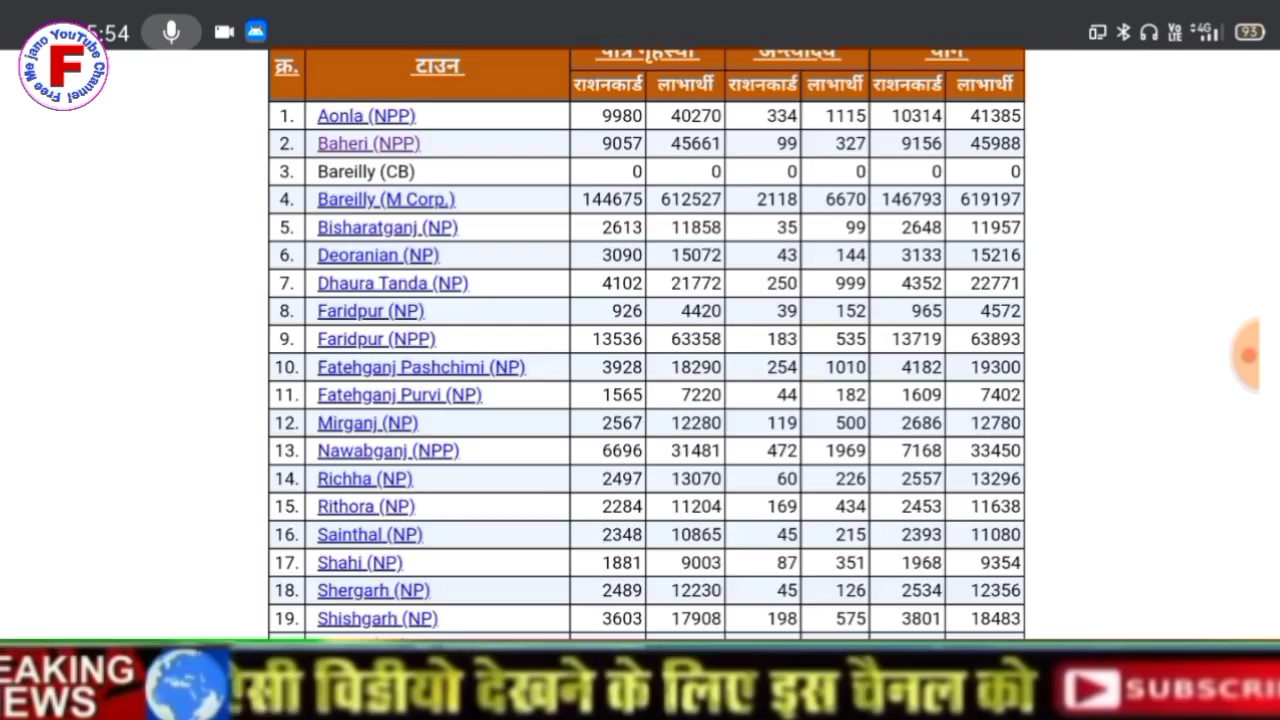 5:54
93
Free Me jano YouTube Channel
F
पात्र गृहस्थी अन्त्योदय योग
क्र. टाउन राशनकार्ड लाभार्थी राशनकार्ड लाभार्थी राशनकार्ड लाभार्थी
1. Aonla (NPP) 9980 40270 334 1115 10314 41385
2. Baheri (NPP) 9057 45661 99 327 9156 45988
3. Bareilly (CB) 0 0 0 0 0 0
4. Bareilly (M Corp.) 144675 612527 2118 6670 146793 619197
5. Bisharatganj (NP) 2613 11858 35 99 2648 11957
6. Deoranian (NP) 3090 15072 43 144 3133 15216
7. Dhaura Tanda (NP) 4102 21772 250 999 4352 22771
8. Faridpur (NP) 926 4420 39 152 965 4572
9. Faridpur (NPP) 13536 63358 183 535 13719 63893
10. Fatehganj Pashchimi (NP) 3928 18290 254 1010 4182 19300
11. Fatehganj Purvi (NP) 1565 7220 44 182 1609 7402
12. Mirganj (NP) 2567 12280 119 500 2686 12780
13. Nawabganj (NPP) 6696 31481 472 1969 7168 33450
14. Richha (NP) 2497 13070 60 226 2557 13296
15. Rithora (NP) 2284 11204 169 434 2453 11638
16. Sainthal (NP) 2348 10865 45 215 2393 11080
17. Shahi (NP) 1881 9003 87 351 1968 9354
18. Shergarh (NP) 2489 12230 45 126 2534 12356
19. Shishgarh (NP) 3603 17908 198 575 3801 18483
EAKING
NEWS
ऐसी विडीयो देखने के लिए इस चैनल को
SUBSCRI